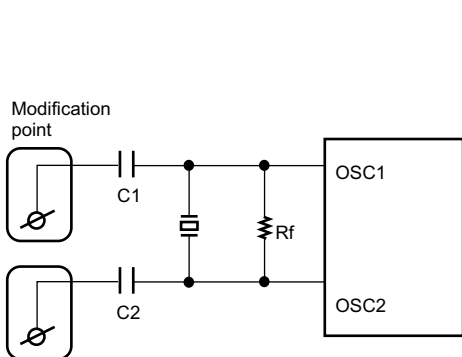 Modification
point
C1
OSC1
Rf
C2
OSC2